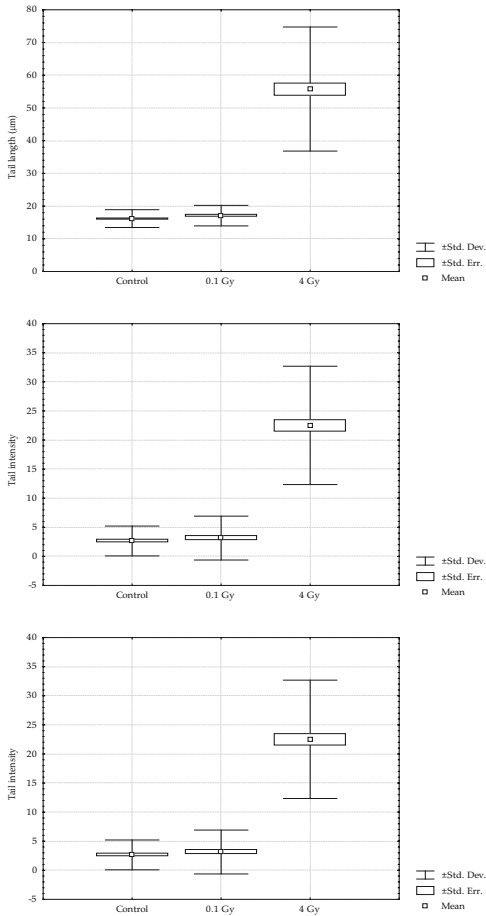 80
70
60
50
40
30
20
10
0
Tail langth (μm)
Control
0.1 Gy
4 Gy
±Std. Dev.
±Std. Err.
Mean
40
35
30
25
20
15
10
5
0
-5
Tail intensity
Control
0.1 Gy
4 Gy
±Std. Dev.
±Std. Err.
Mean
40
35
30
25
20
15
10
5
0
-5
Tail intensity
Control
0.1 Gy
4 Gy
±Std. Dev.
±Std. Err.
Mean